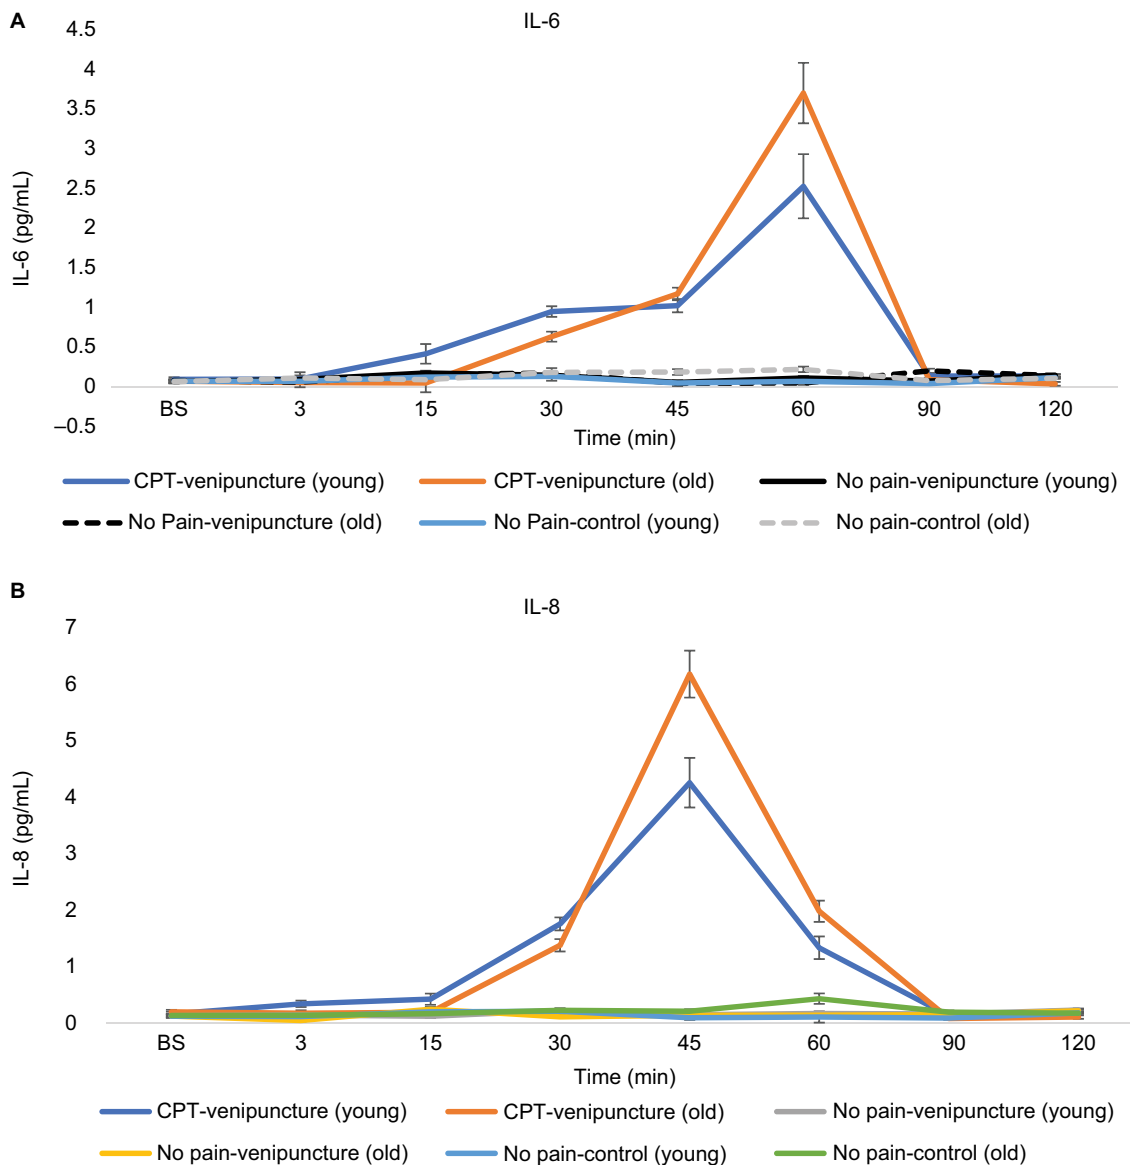 A
IL-6
4.5
4
3.5
3
2.5
2
1.5
1
0.5
0
–0.5
IL-6 (pg/mL)
BS 3 15 30 45 60 90 120
Time (min)
CPT-venipuncture (young) CPT-venipuncture (old) No pain-venipuncture (young)
No Pain-venipuncture (old) No Pain-control (young) No pain-control (old)
B
IL-8
7
6
5
4
3
2
1
0
IL-8 (pg/mL)
BS 3 15 30 45 60 90 120
Time (min)
CPT-venipuncture (young) CPT-venipuncture (old) No pain-venipuncture (young)
No pain-venipuncture (old) No pain-control (young) No pain-control (old)